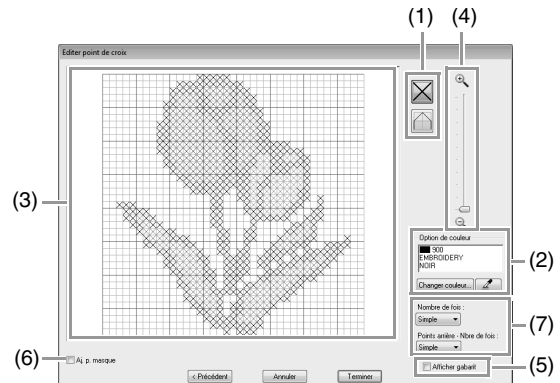 (1)
(4)
Editer point de croix
(3)
Option de couleur
900
EMBROIDERY
NOIR
(2)
Changer couleur...
Nombre de fois :
Simple
(7)
Points arrière - Nbre de fois :
Simple
(6)
Aj. p. masque
Afficher gabarit
(5)
< Précédent
Annuler
Terminer